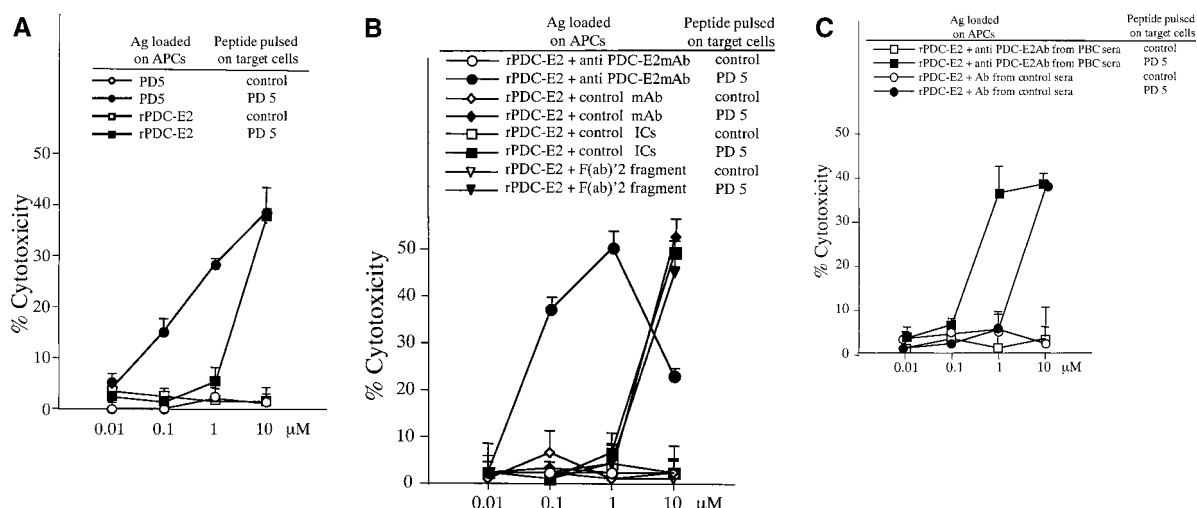 A
Ag loaded on APCs
Peptide pulsed on target cells
PD5 control
PD5 PD 5
rPDC-E2 control
rPDC-E2 PD 5
% Cytotoxicity
50
40
30
20
10
0
0.01 0.1 1 10 μM
B
Ag loaded on APCs
Peptide pulsed on target cells
rPDC-E2 + anti PDC-E2mAb control
rPDC-E2 + anti PDC-E2mAb PD 5
rPDC-E2 + control mAb control
rPDC-E2 + control mAb PD 5
rPDC-E2 + control ICs control
rPDC-E2 + control ICs PD 5
rPDC-E2 + F(ab)'2 fragment control
rPDC-E2 + F(ab)'2 fragment PD 5
% Cytotoxicity
50
40
30
20
10
0
0.01 0.1 1 10 μM
C
Ag loaded on APCs
Peptide pulsed on target cells
rPDC-E2 + anti PDC-E2Ab from PBC sera control
rPDC-E2 + anti PDC-E2Ab from PBC sera PD 5
rPDC-E2 + Ab from control sera control
rPDC-E2 + Ab from control sera PD 5
% Cytotoxicity
50
40
30
20
10
0
0.01 0.1 1 10 μM